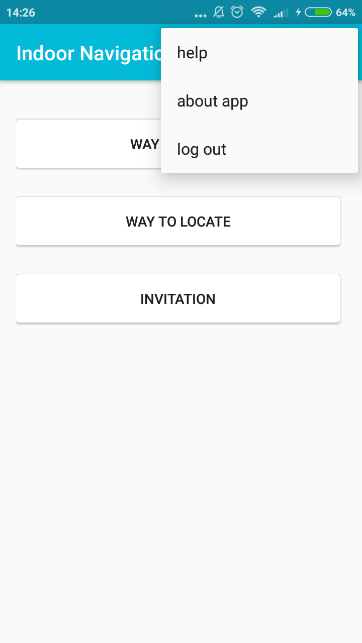 14:26
64%
Indoor Navigatio
help
about app
log out
WAY
WAY TO LOCATE
INVITATION